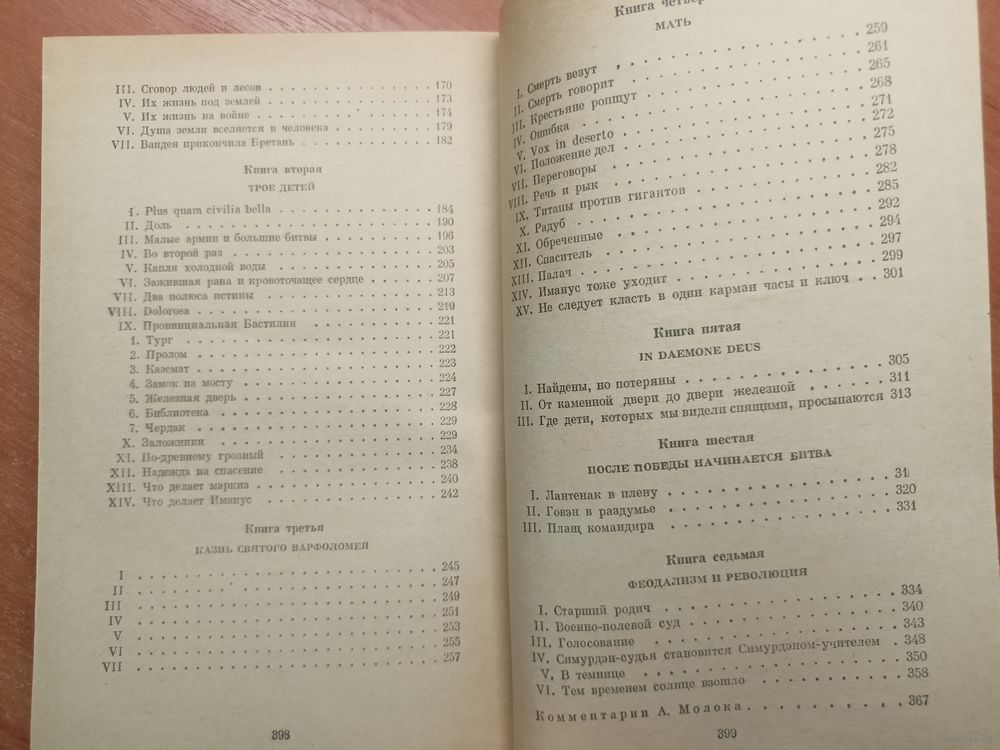 III. Сговор людей и лесов . . . 170
IV. Их жизнь под землей . . . 173
V. Их жизнь на войне . . . 174
VI. Душа земли вселяется в человека . . . 179
VII. Вандея прикончила Бретань . . . 182
Книга вторая
ТРОЕ ДЕТЕЙ
I. Plus quam civilia bella . . . 184
II. Доль . . . 190
III. Малые армии и большие битвы . . . 196
IV. Во второй раз . . . 203
V. Капля холодной воды . . . 205
VI. Зажившая рана и кровоточащее сердце . . . 207
VII. Два полюса истины . . . 213
VIII. Dolorosa . . . 219
IX. Провинциальная Бастилия . . . 221
1. Тург . . . 221
2. Пролом . . . 222
3. Каземат . . . 223
4. Замок на мосту . . . 224
5. Железная дверь . . . 227
6. Библиотека . . . 228
7. Чердак . . . 229
X. Заложники . . . 229
XI. По-древнему грозный . . . 234
XII. Надежда на спасение . . . 238
XIII. Что делает маркиз . . . 240
XIV. Что делает Иманус . . . 242
Книга третья
КАЗНЬ СВЯТОГО ВАРФОЛОМЕЯ
I . . . 245
II . . . 247
III . . . 249
IV . . . 251
V . . . 253
VI . . . 255
VII . . . 257
398
Книга четвер
МАТЬ
I. Смерть везут . . . 259
II. Смерть говорит . . . 261
III. Крестьяне ропщут . . . 265
IV. Ошибка . . . 268
V. Vox in deserto . . . 271
VI. Положение дел . . . 272
VII. Переговоры . . . 275
VIII. Речь и рык . . . 278
IX. Титаны против гигантов . . . 282
X. Радуб . . . 285
XI. Обреченные . . . 292
XII. Спаситель . . . 294
XIII. Палач . . . 297
XIV. Иманус тоже уходит . . . 299
XV. Не следует класть в один карман часы и ключ . 301
Книга пятая
IN DAEMONE DEUS
I. Найдены, но потеряны . . . 305
II. От каменной двери до двери железной . . . 311
III. Где дети, которых мы видели спящими, просыпаются 313
Книга шестая
ПОСЛЕ ПОБЕДЫ НАЧИНАЕТСЯ БИТВА
I. Лантенак в плену . . . 31
II. Говэн в раздумье . . . 320
III. Плащ командира . . . 331
Книга седьмая
ФЕОДАЛИЗМ И РЕВОЛЮЦИЯ
I. Старший родич . . . 334
II. Военно-полевой суд . . . 340
III. Голосование . . . 343
IV. Симурдэн-судья становится Симурдэном-учителем . 348
V. В темнице . . . 350
VI. Тем временем солнце взошло . . . 358
Комментарии А. Молока . . . 367
399